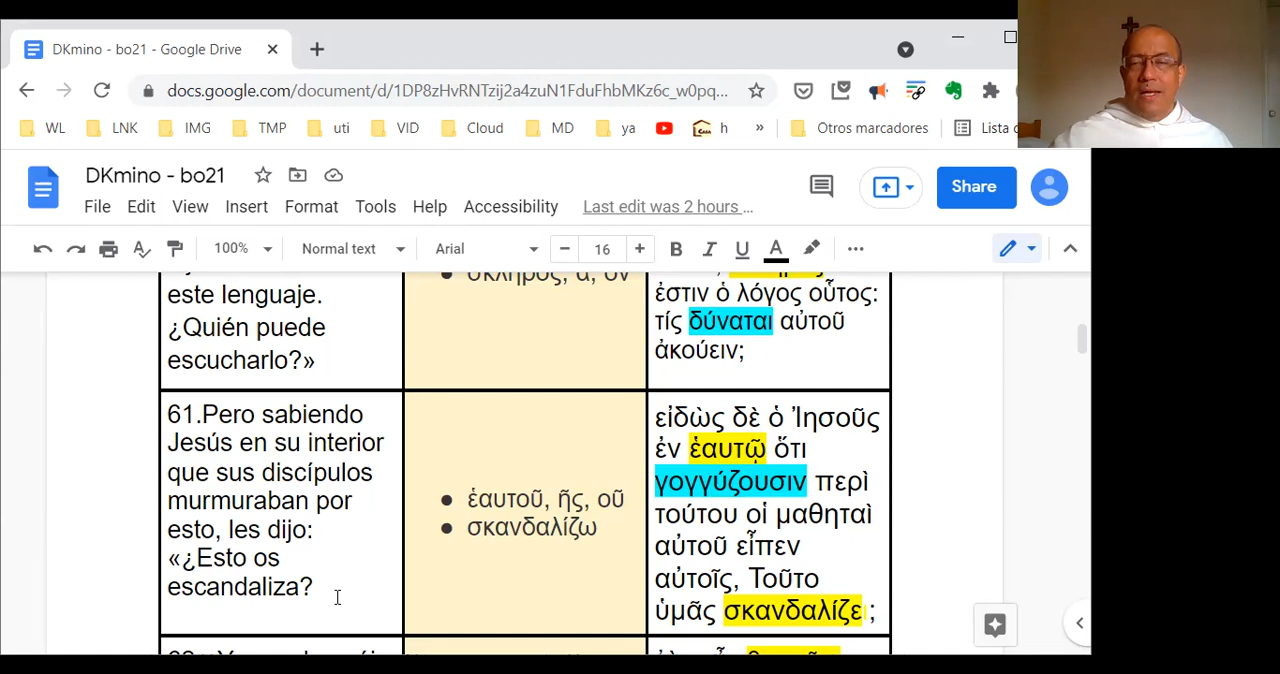 DKmino - bo21 - Google Drive
docs.google.com/document/d/1DP8zHvRNTzij2a4zuN1FduFhbMKz6c_w0pq...
WL LNK IMG TMP uti VID Cloud MD ya h » Otros marcadores Lista
DKmino - bo21
Share
File Edit View Insert Format Tools Help Accessibility Last edit was 2 hours ...
100% Normal text Arial 16 B I U A
este lenguaje.
¿Quién puede
escucharlo?»
σκληρός, ά, όν
ἐστιν ὁ λόγος οὗτος:
τίς δύναται αὐτοῦ
ἀκούειν;
61.Pero sabiendo
Jesús en su interior
que sus discípulos
murmuraban por
esto, les dijo:
«¿Esto os
escandaliza?
ἑαυτοῦ, ῆς, οῦ
σκανδαλίζω
εἰδὼς δὲ ὁ Ἰησοῦς
ἐν ἑαυτῷ ὅτι
γογγύζουσιν περὶ
τούτου οἱ μαθηταὶ
αὐτοῦ εἶπεν
αὐτοῖς, Τοῦτο
ὑμᾶς σκανδαλίζει;